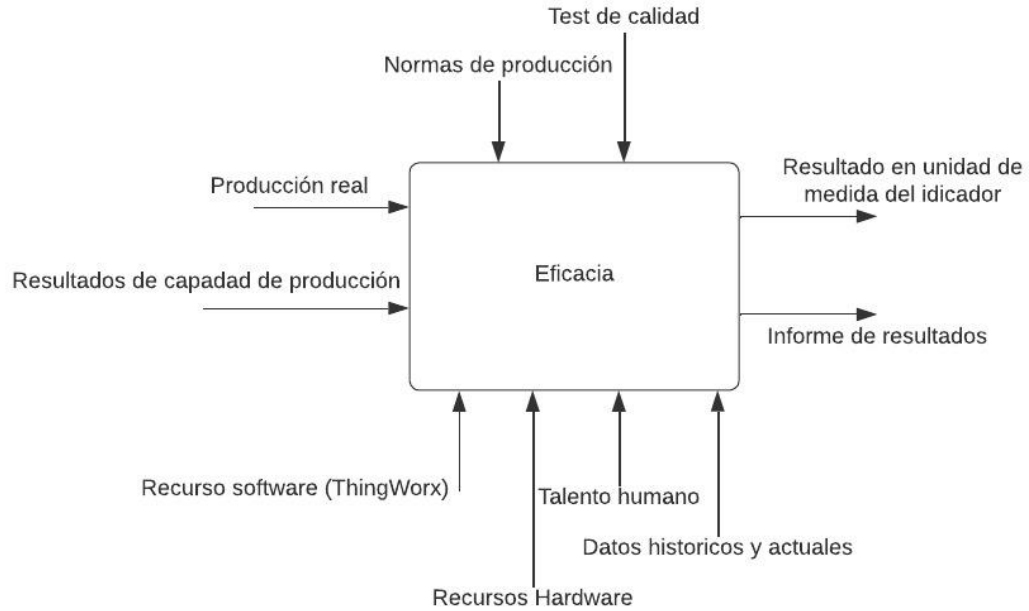 Test de calidad
Normas de producción
Resultado en unidad de
medida del idicador
Producción real
Eficacia
Resultados de capadad de producción
Informe de resultados
Recurso software (ThingWorx)
Talento humano
Datos historicos y actuales
Recursos Hardware